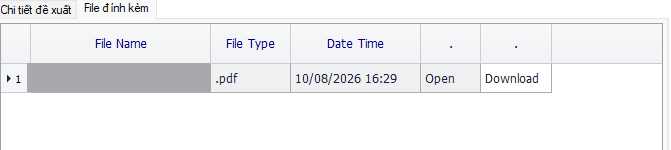 Chi tiết đề xuất File đính kèm
File Name File Type Date Time . .
1 .pdf 10/08/2026 16:29 Open Download